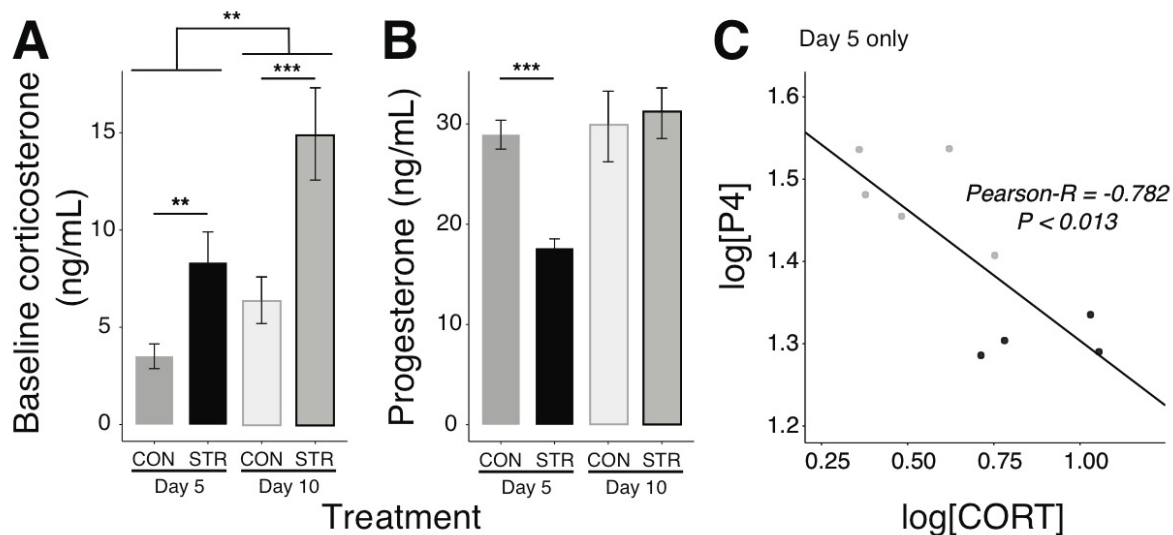 A
Baseline corticosterone
(ng/mL)
15
10
5
0
**
**
***
CON STR CON STR
Day 5 Day 10
B
Progesterone (ng/mL)
30
20
10
0
***
CON STR CON STR
Day 5 Day 10
Treatment
C
Day 5 only
log[P4]
1.6
1.5
1.4
1.3
1.2
Pearson-R = -0.782
P < 0.013
0.25 0.50 0.75 1.00
log[CORT]